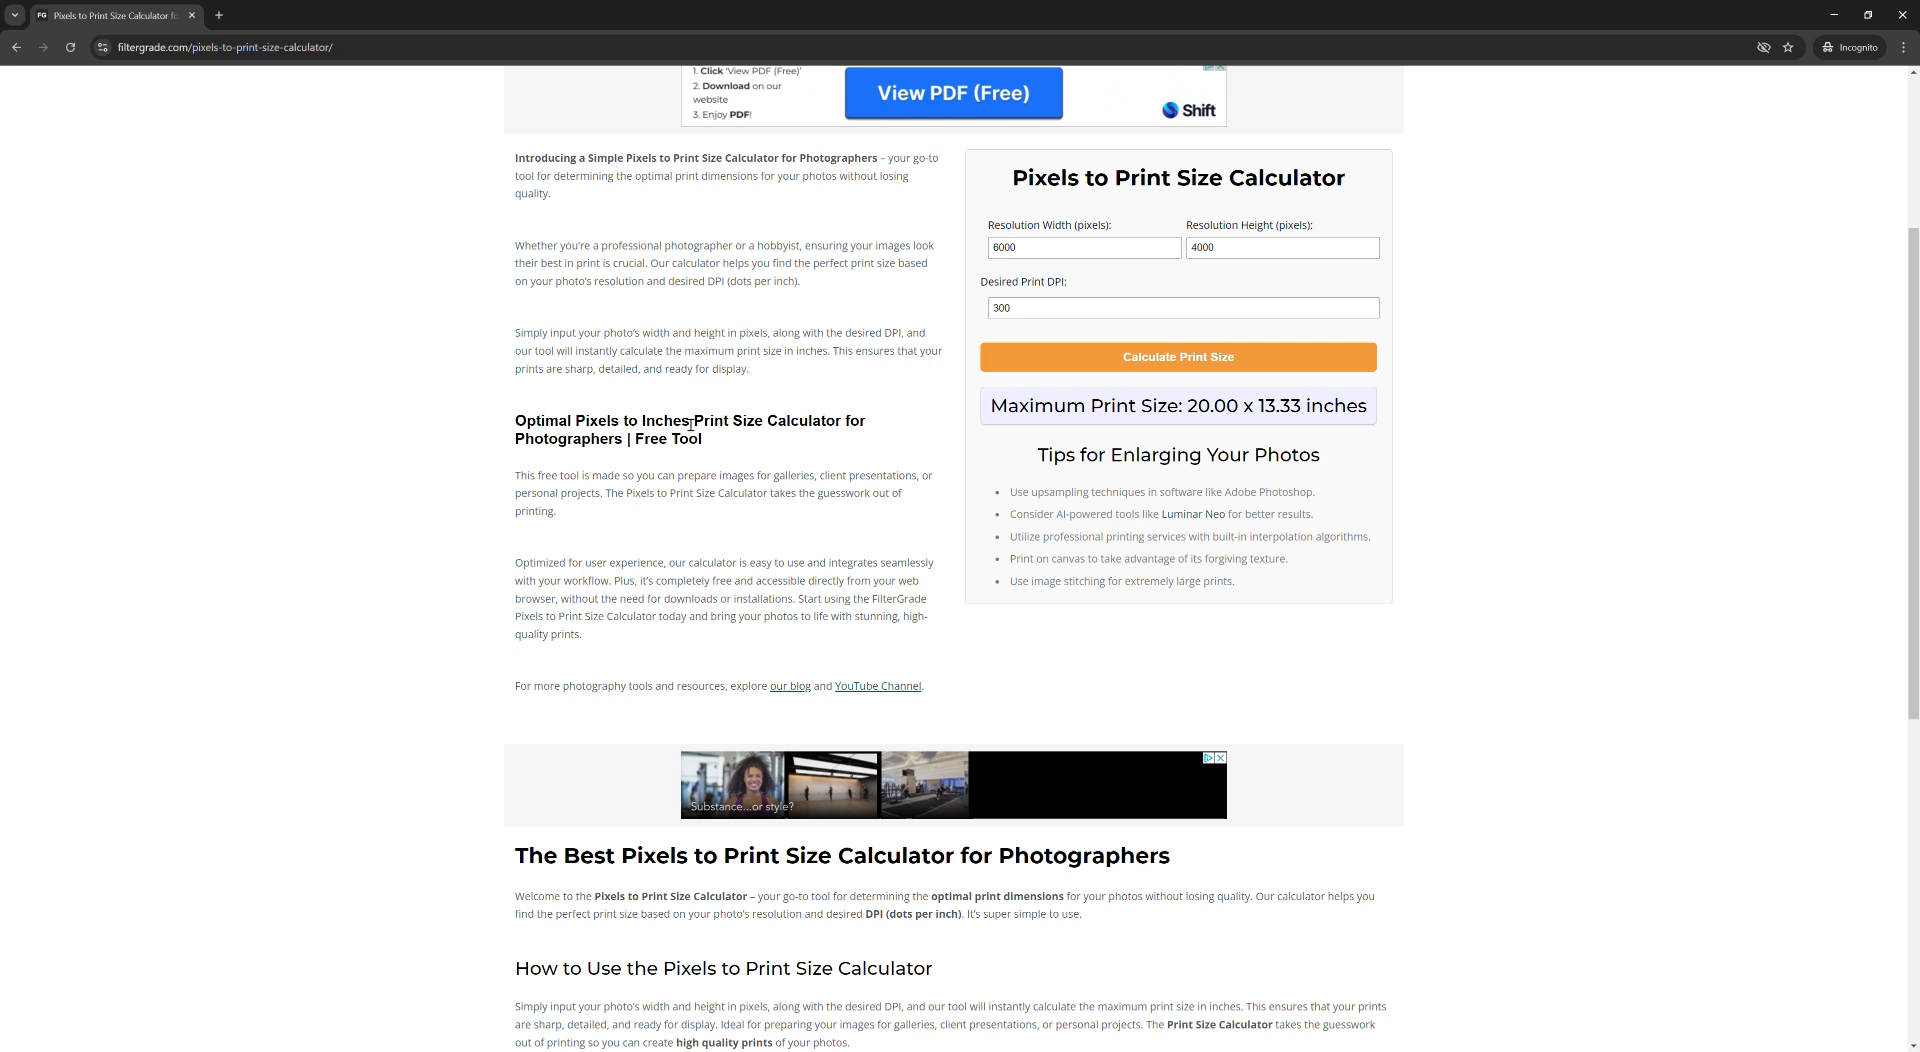 FG Pixels to Print Size Calculator fo
filtergrade.com/pixels-to-print-size-calculator/
Incognito
1. Click 'View PDF (Free)'
2. Download on our
website
3. Enjoy PDF!
View PDF (Free)
Shift
Introducing a Simple Pixels to Print Size Calculator for Photographers – your go-to
tool for determining the optimal print dimensions for your photos without losing
quality.
Whether you're a professional photographer or a hobbyist, ensuring your images look
their best in print is crucial. Our calculator helps you find the perfect print size based
on your photo's resolution and desired DPI (dots per inch).
Simply input your photo's width and height in pixels, along with the desired DPI, and
our tool will instantly calculate the maximum print size in inches. This ensures that your
prints are sharp, detailed, and ready for display.
Optimal Pixels to Inches Print Size Calculator for
Photographers | Free Tool
This free tool is made so you can prepare images for galleries, client presentations, or
personal projects. The Pixels to Print Size Calculator takes the guesswork out of
printing.
Optimized for user experience, our calculator is easy to use and integrates seamlessly
with your workflow. Plus, it's completely free and accessible directly from your web
browser, without the need for downloads or installations. Start using the FilterGrade
Pixels to Print Size Calculator today and bring your photos to life with stunning, high-
quality prints.
For more photography tools and resources, explore our blog and YouTube Channel.
Pixels to Print Size Calculator
Resolution Width (pixels): Resolution Height (pixels):
6000 4000
Desired Print DPI:
300
Calculate Print Size
Maximum Print Size: 20.00 x 13.33 inches
Tips for Enlarging Your Photos
• Use upsampling techniques in software like Adobe Photoshop.
• Consider AI-powered tools like Luminar Neo for better results.
• Utilize professional printing services with built-in interpolation algorithms.
• Print on canvas to take advantage of its forgiving texture.
• Use image stitching for extremely large prints.
Substance...or style?
The Best Pixels to Print Size Calculator for Photographers
Welcome to the Pixels to Print Size Calculator – your go-to tool for determining the optimal print dimensions for your photos without losing quality. Our calculator helps you
find the perfect print size based on your photo's resolution and desired DPI (dots per inch). It's super simple to use.
How to Use the Pixels to Print Size Calculator
Simply input your photo's width and height in pixels, along with the desired DPI, and our tool will instantly calculate the maximum print size in inches. This ensures that your prints
are sharp, detailed, and ready for display. Ideal for preparing your images for galleries, client presentations, or personal projects. The Print Size Calculator takes the guesswork
out of printing so you can create high quality prints of your photos.